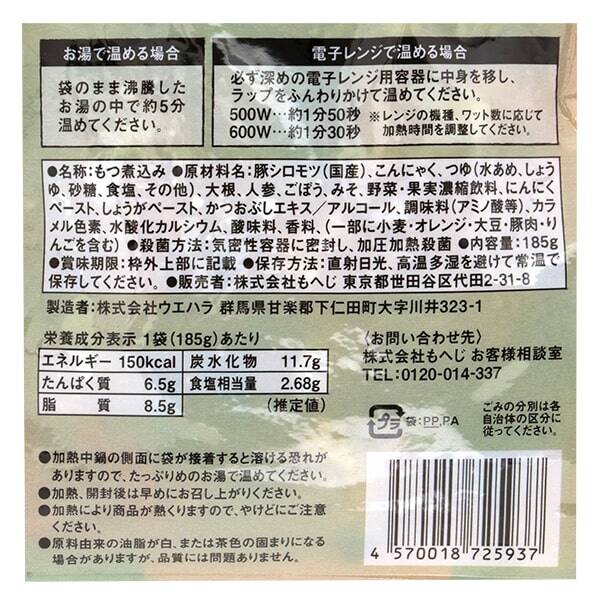 お湯で温める場合
袋のまま沸騰した
お湯の中で約5分
温めてください。
電子レンジで温める場合
必ず深めの電子レンジ用容器に中身を移し、
ラップをふんわりかけて温めてください。
500W…約1分50秒 ※レンジの機種、ワット数に応じて
600W…約1分30秒 加熱時間を調整してください。
●名称:もつ煮込み ●原材料名:豚シロモツ(国産)、こんにゃく、つゆ(水あめ、しょう
ゆ、砂糖、食塩、その他)、大根、人参、ごぼう、みそ、野菜・果実濃縮飲料、にんにく
ペースト、しょうがペースト、かつおぶしエキス/アルコール、調味料(アミノ酸等)、カラ
メル色素、水酸化カルシウム、酸味料、香料、(一部に小麦・オレンジ・大豆・豚肉・り
んごを含む) ●殺菌方法:気密性容器に密封し、加圧加熱殺菌 ●内容量:185g
●賞味期限:枠外上部に記載 ●保存方法:直射日光、高温多湿を避けて常温で
保存してください。 ●販売者:株式会社もへじ 東京都世田谷区代田2-31-8
製造者:株式会社ウエハラ 群馬県甘楽郡下仁田町大字川井323-1
栄養成分表示 1袋(185g)あたり
エネルギー 150kcal 炭水化物 11.7g
たんぱく質 6.5g 食塩相当量 2.68g
脂質 8.5g (推定値)
〈お問い合わせ先〉
株式会社もへじ お客様相談室
TEL:0120-014-337
プラ 袋:PP,PA
ごみの分別は各
自治体の区分に
従ってください。
●加熱中鍋の側面に袋が接着すると溶ける恐れが
ありますので、たっぷりめのお湯で温めてください。
●加熱、開封後は早めにお召し上がりください。
●加熱により商品が熱くなりますので、やけどにご注意
ください。
●原料由来の油脂が白、または茶色の固まりになる
場合がありますが、品質には問題ありません。
4 570018 725937